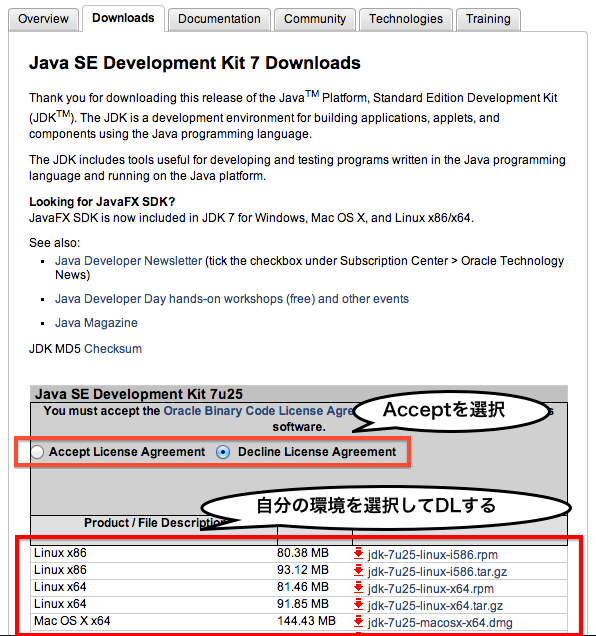 Overview Downloads Documentation Community Technologies Training
Java SE Development Kit 7 Downloads
Thank you for downloading this release of the Java™ Platform, Standard Edition Development Kit
(JDK™). The JDK is a development environment for building applications, applets, and
components using the Java programming language.
The JDK includes tools useful for developing and testing programs written in the Java programming
language and running on the Java platform.
Looking for JavaFX SDK?
JavaFX SDK is now included in JDK 7 for Windows, Mac OS X, and Linux x86/x64.
See also:
Java Developer Newsletter (tick the checkbox under Subscription Center > Oracle Technology
News)
Java Developer Day hands-on workshops (free) and other events
Java Magazine
JDK MD5 Checksum
Java SE Development Kit 7u25
You must accept the Oracle Binary Code License
software.
Acceptを選択
Accept License Agreement Decline License Agreement
自分の環境を選択してDLする
Product / File
Linux x86 80.38 MB jdk-7u25-linux-i586.rpm
Linux x86 93.12 MB jdk-7u25-linux-i586.tar.gz
Linux x64 81.46 MB jdk-7u25-linux-x64.rpm
Linux x64 91.85 MB jdk-7u25-linux-x64.tar.gz
Mac OS X x64 144.43 MB jdk-7u25-macosx-x64.dmg